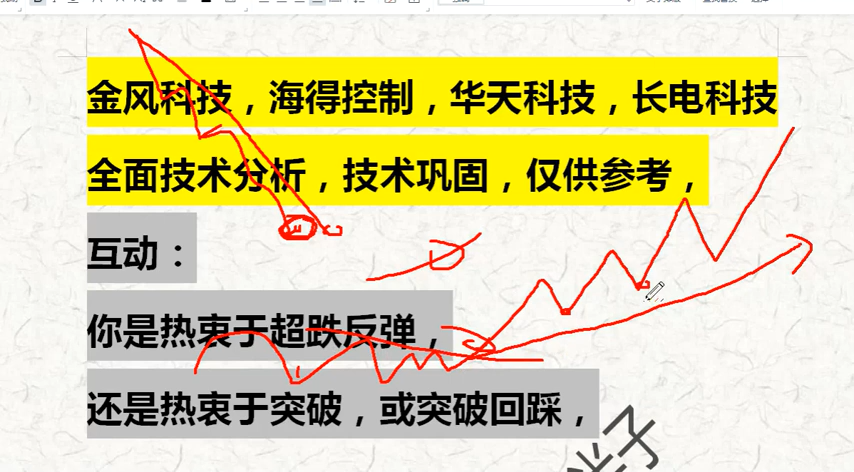 金风科技，海得控制，华天科技，长电科技
全面技术分析，技术巩固，仅供参考，
互动：
你是热衷于超跌反弹，
还是热衷于突破，或突破回踩，